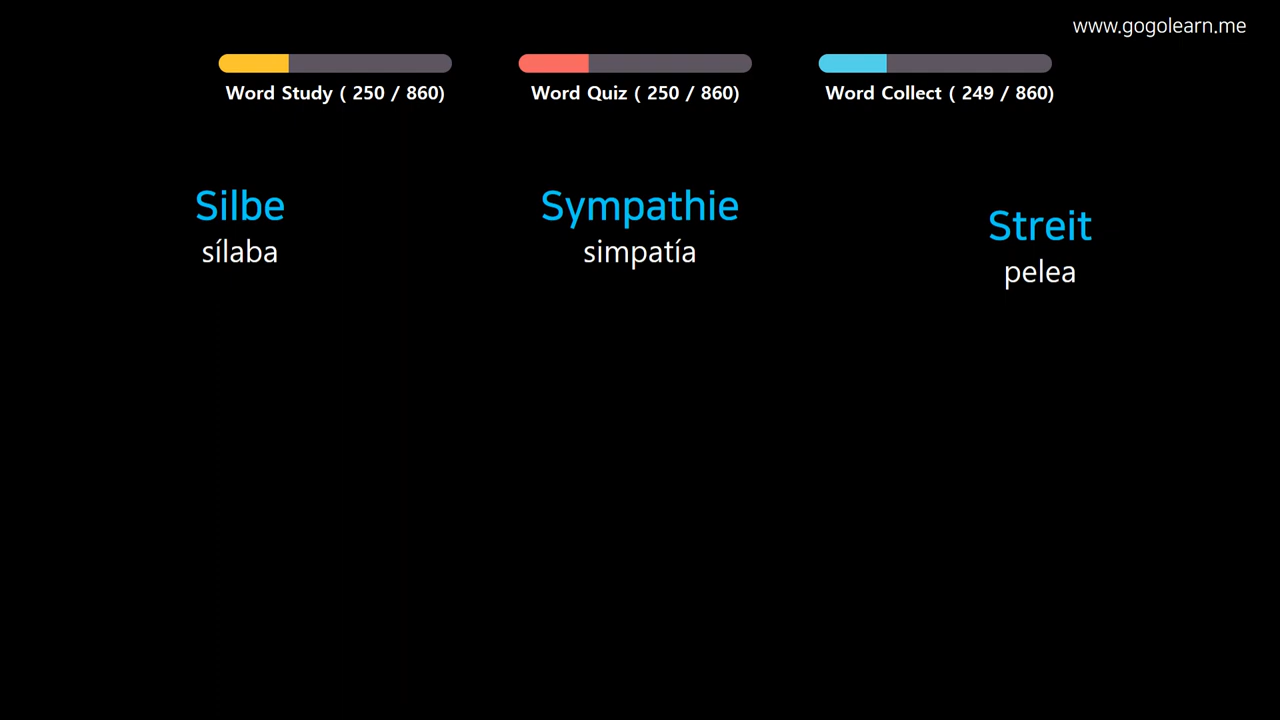 www.gogolearn.me
Word Study ( 250 / 860)
Word Quiz ( 250 / 860)
Word Collect ( 249 / 860)
Silbe
sílaba
Sympathie
simpatía
Streit
pelea